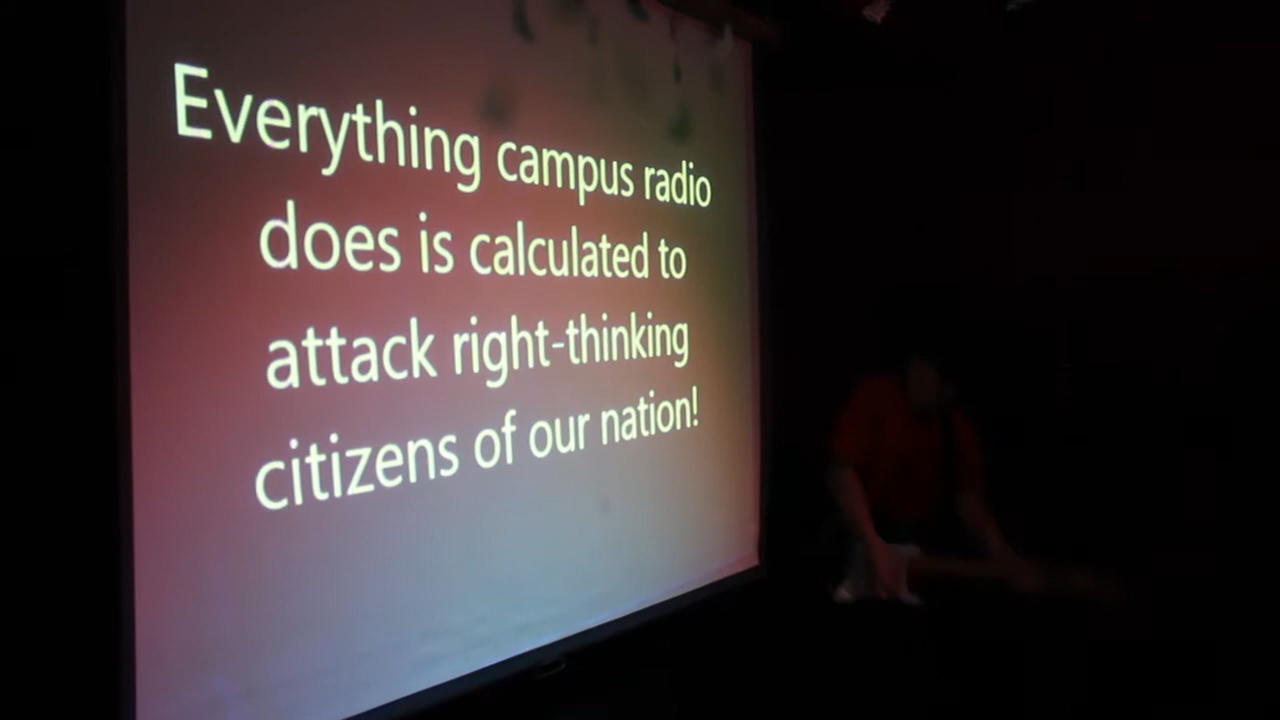 Everything campus radio
does is calculated to
attack right-thinking
citizens of our nation!